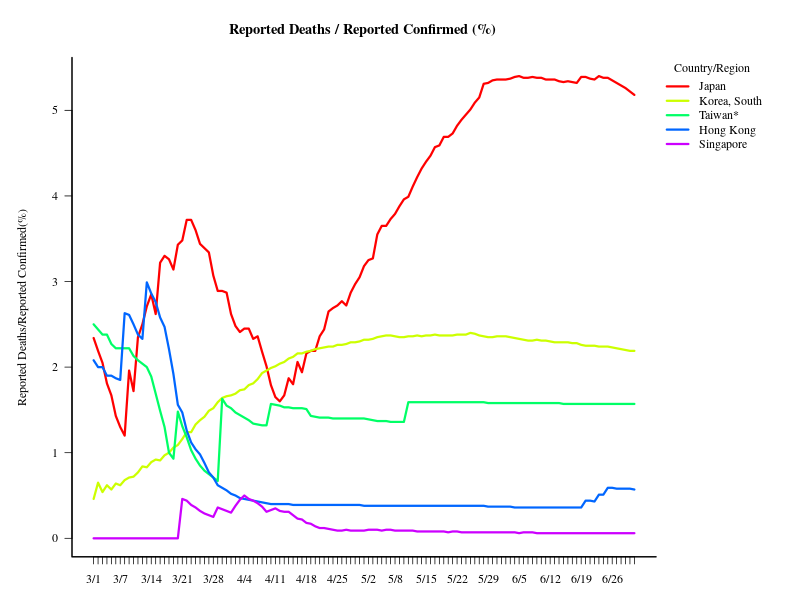 Reported Deaths / Reported Confirmed (%)
Country/Region
Japan
Korea, South
Taiwan*
Hong Kong
Singapore
Reported Deaths/Reported Confirmed(%)
5
4
3
2
1
0
3/1 3/7 3/14 3/21 3/28 4/4 4/11 4/18 4/25 5/2 5/8 5/15 5/22 5/29 6/5 6/12 6/19 6/26